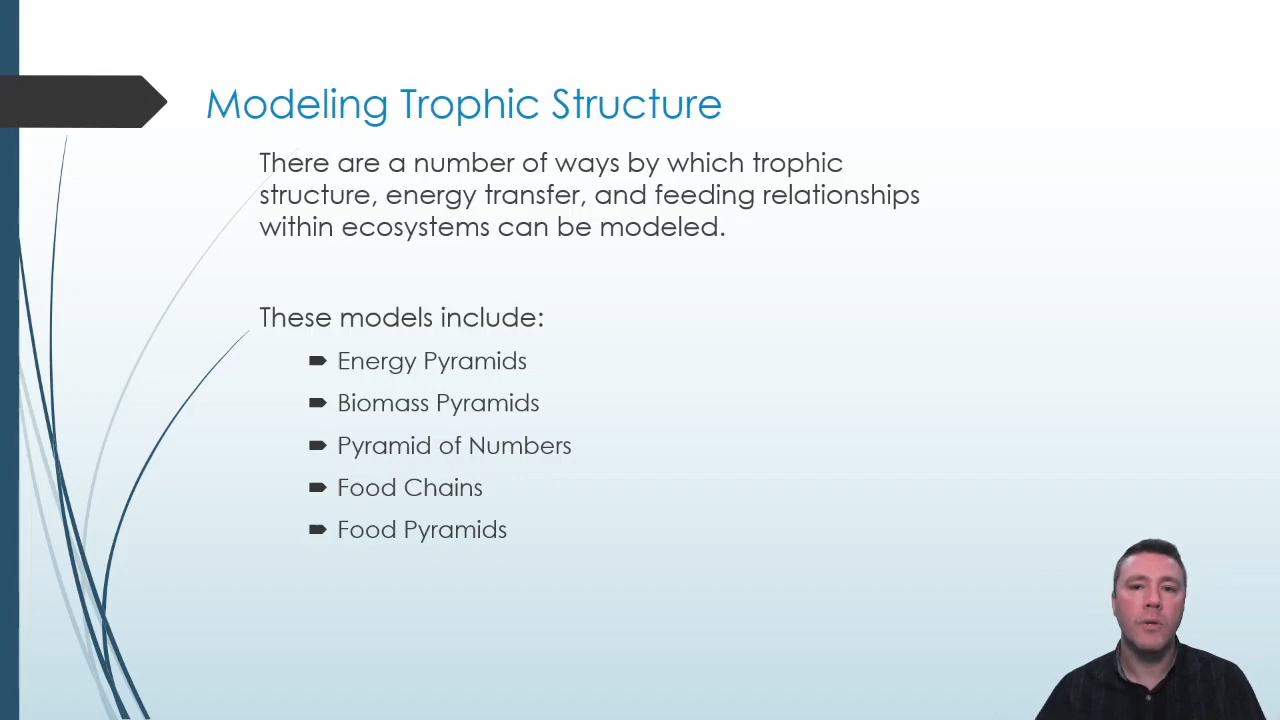 Modeling Trophic Structure
There are a number of ways by which trophic
structure, energy transfer, and feeding relationships
within ecosystems can be modeled.
These models include:
Energy Pyramids
Biomass Pyramids
Pyramid of Numbers
Food Chains
Food Pyramids